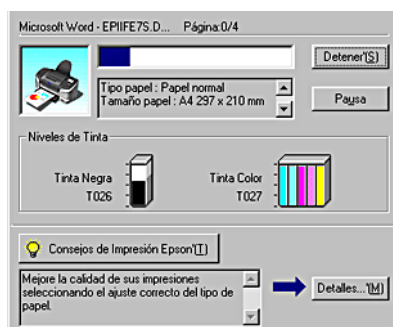 Microsoft Word - EPIIFE7S.D... Página:0/4
Detener'(S)
Tipo papel : Papel normal
Tamaño papel : A4 297 x 210 mm
Pausa
Niveles de Tinta
Tinta Negra
T026
Tinta Color
T027
Consejos de Impresión Epson'(T)
Mejore la calidad de sus impresiones
seleccionando el ajuste correcto del tipo de
papel.
Detalles...'(M)